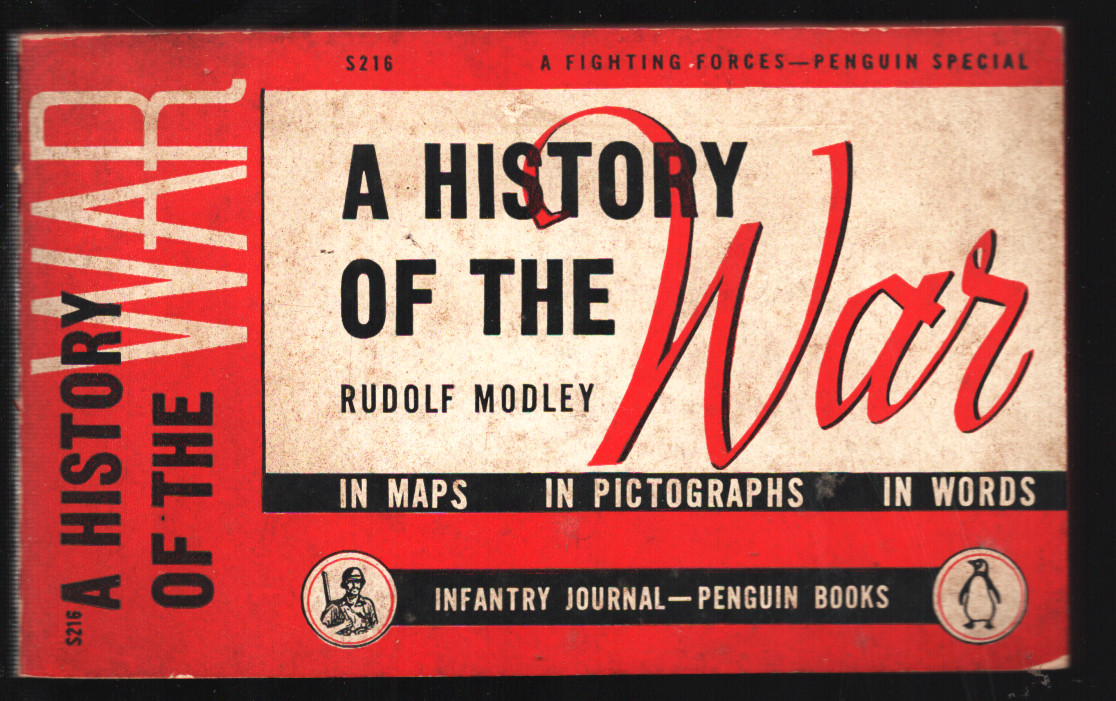 S216 A FIGHTING FORCES—PENGUIN SPECIAL
A HISTORY
OF THE War
RUDOLF MODLEY
IN MAPS IN PICTOGRAPHS IN WORDS
INFANTRY JOURNAL—PENGUIN BOOKS
S216 A HISTORY
OF THE
WAR